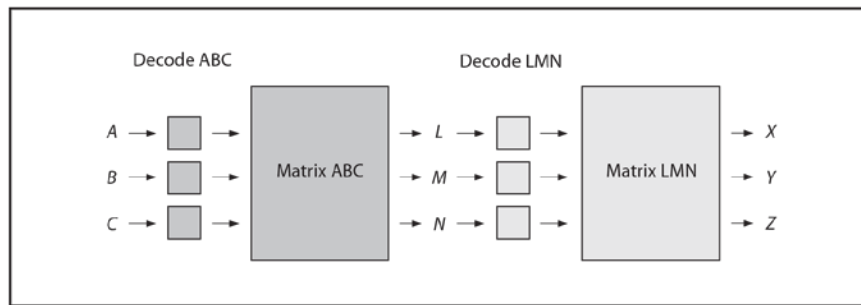 Decode ABC Decode LMN
A L X
B Matrix ABC M Matrix LMN Y
C N Z